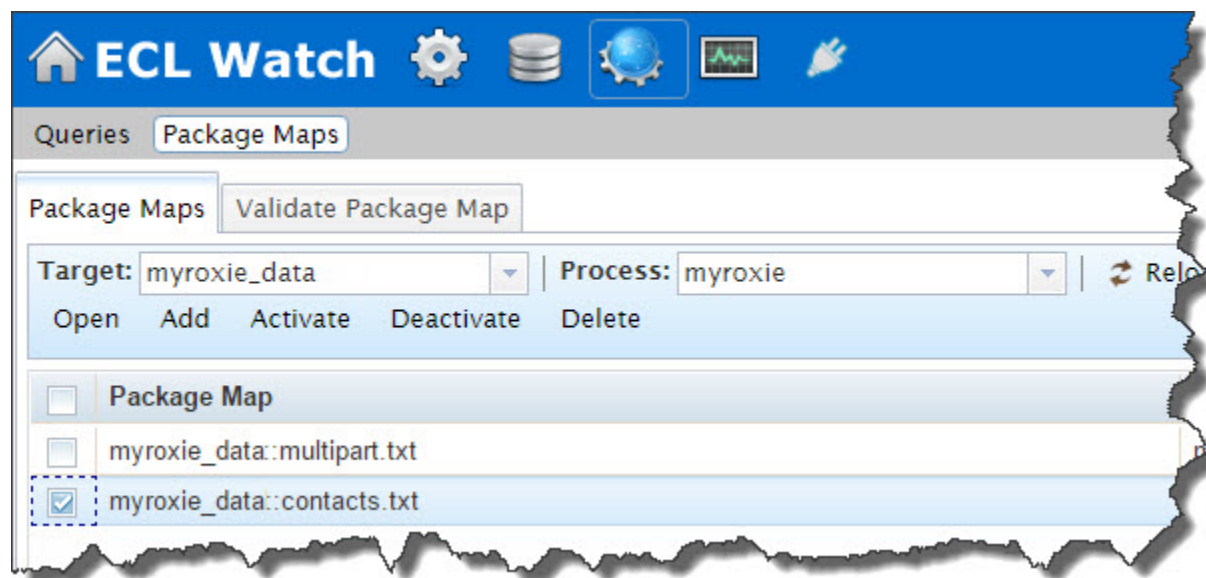 ECL Watch
Queries Package Maps
Package Maps Validate Package Map
Target: myroxie_data Process: myroxie
Open Add Activate Deactivate Delete
Package Map
myroxie_data::multipart.txt
myroxie_data::contacts.txt